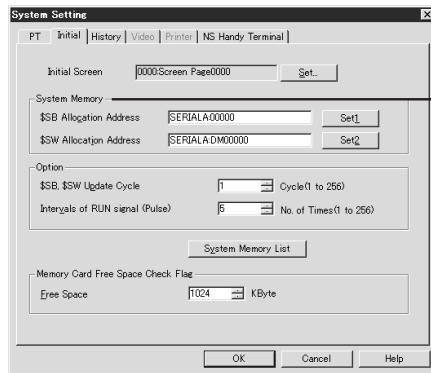 System Setting
PT Initial History Video Printer NS Handy Terminal
Initial Screen 0000:Screen Page0000 Set...
System Memory
$SB Allocation Address SERIALA:00000 Set1
$SW Allocation Address SERIALA:DM00000 Set2
Option
$SB, $SW Update Cycle 1 Cycle(1 to 256)
Intervals of RUN signal (Pulse) 5 No. of Times(1 to 256)
System Memory List
Memory Card Free Space Check Flag
Free Space 1024 KByte
OK Cancel Help